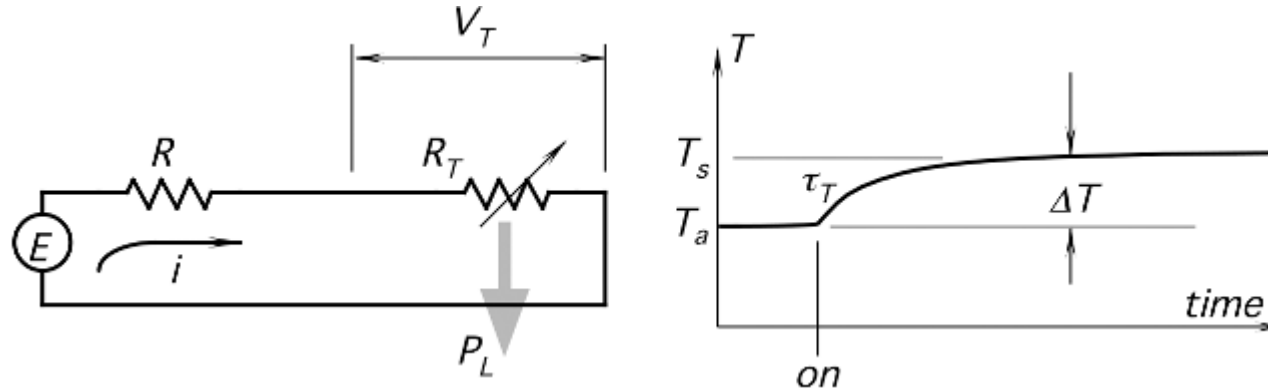 V_T
R
R_T
E
i
P_L
T
T_s
τ_T
T_a
ΔT
time
on